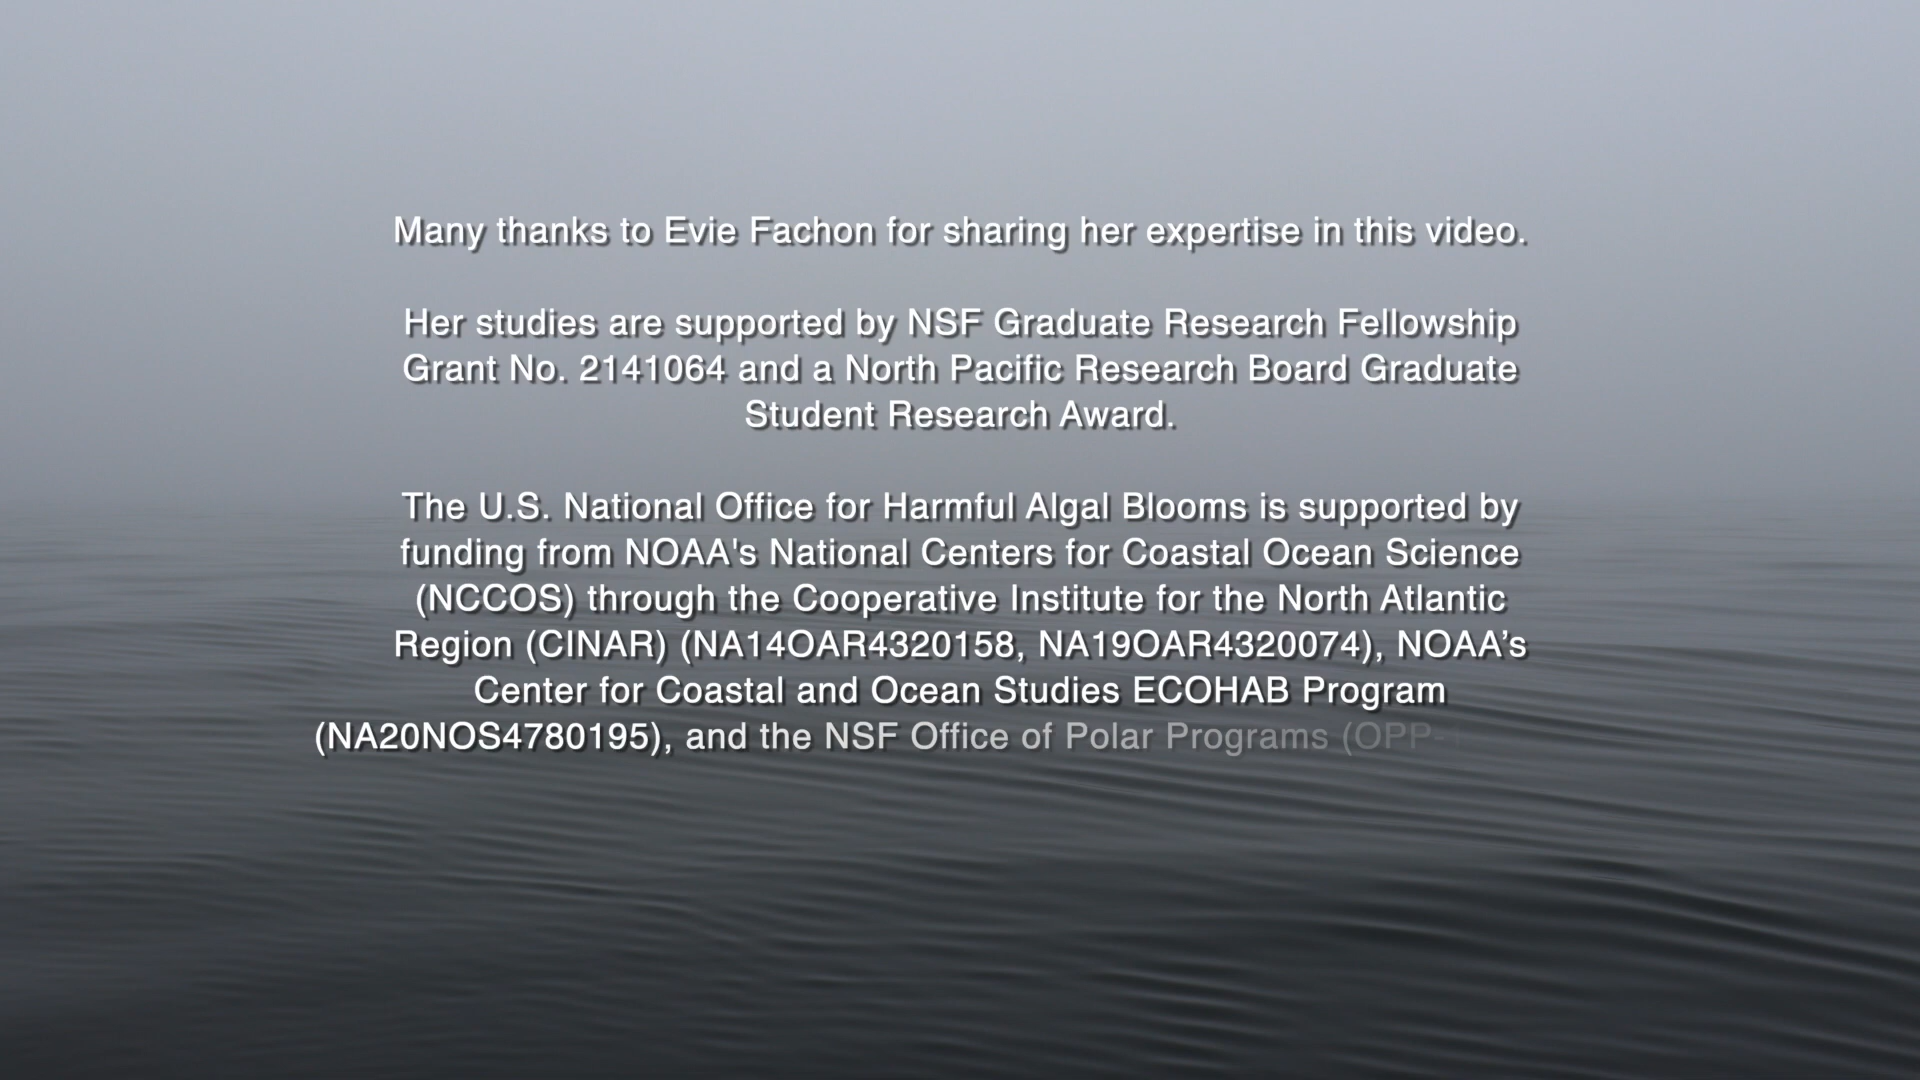 Many thanks to Evie Fachon for sharing her expertise in this video.
Her studies are supported by NSF Graduate Research Fellowship
Grant No. 2141064 and a North Pacific Research Board Graduate
Student Research Award.
The U.S. National Office for Harmful Algal Blooms is supported by
funding from NOAA's National Centers for Coastal Ocean Science
(NCCOS) through the Cooperative Institute for the North Atlantic
Region (CINAR) (NA14OAR4320158, NA19OAR4320074), NOAA’s
Center for Coastal and Ocean Studies ECOHAB Program
(NA20NOS4780195), and the NSF Office of Polar Programs (OPP-